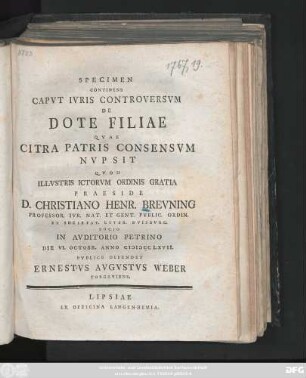 1767, 19.
SPECIMEN
CONTINENS
CAPVT IVRIS CONTROVERSVM
DE
DOTE FILIAE
QVAE
CITRA PATRIS CONSENSVM
NVPSIT
QVOD
ILLVSTRIS ICTORVM ORDINIS GRATIA
PRAESIDE
D. CHRISTIANO HENR. BREVNING
PROFESSOR. IVR. NAT. ET GENT. PVBLIC. ORDIN.
IN AVDITORIO PETRINO
DIE VI. OCTOBR. ANNO CIƆIƆCCLXVII.
PVBLICE DEFENDET
ERNESTVS AVGVSTVS WEBER
LIPSIAE
EX OFFICINA LANGENHEMIA.